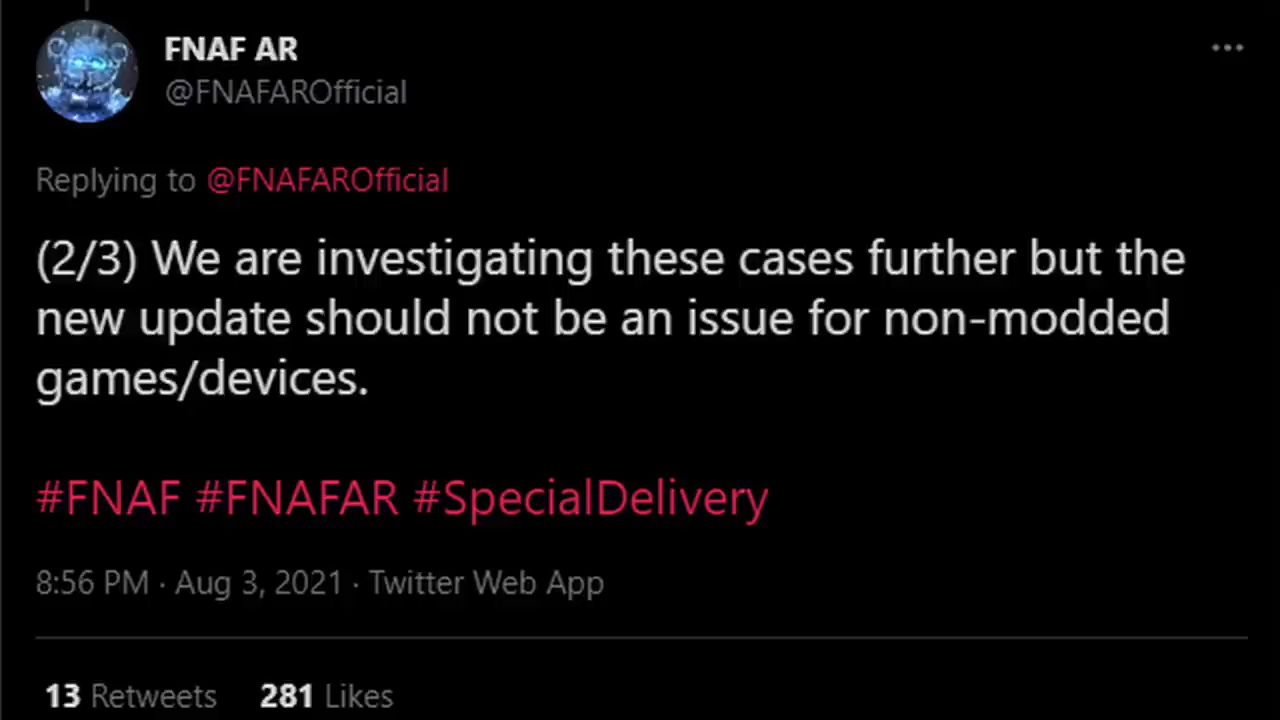 FNAF AR
@FNAFAROfficial
Replying to @FNAFAROfficial
(2/3) We are investigating these cases further but the
new update should not be an issue for non-modded
games/devices.
#FNAF #FNAFAR #SpecialDelivery
8:56 PM · Aug 3, 2021 · Twitter Web App
13 Retweets 281 Likes